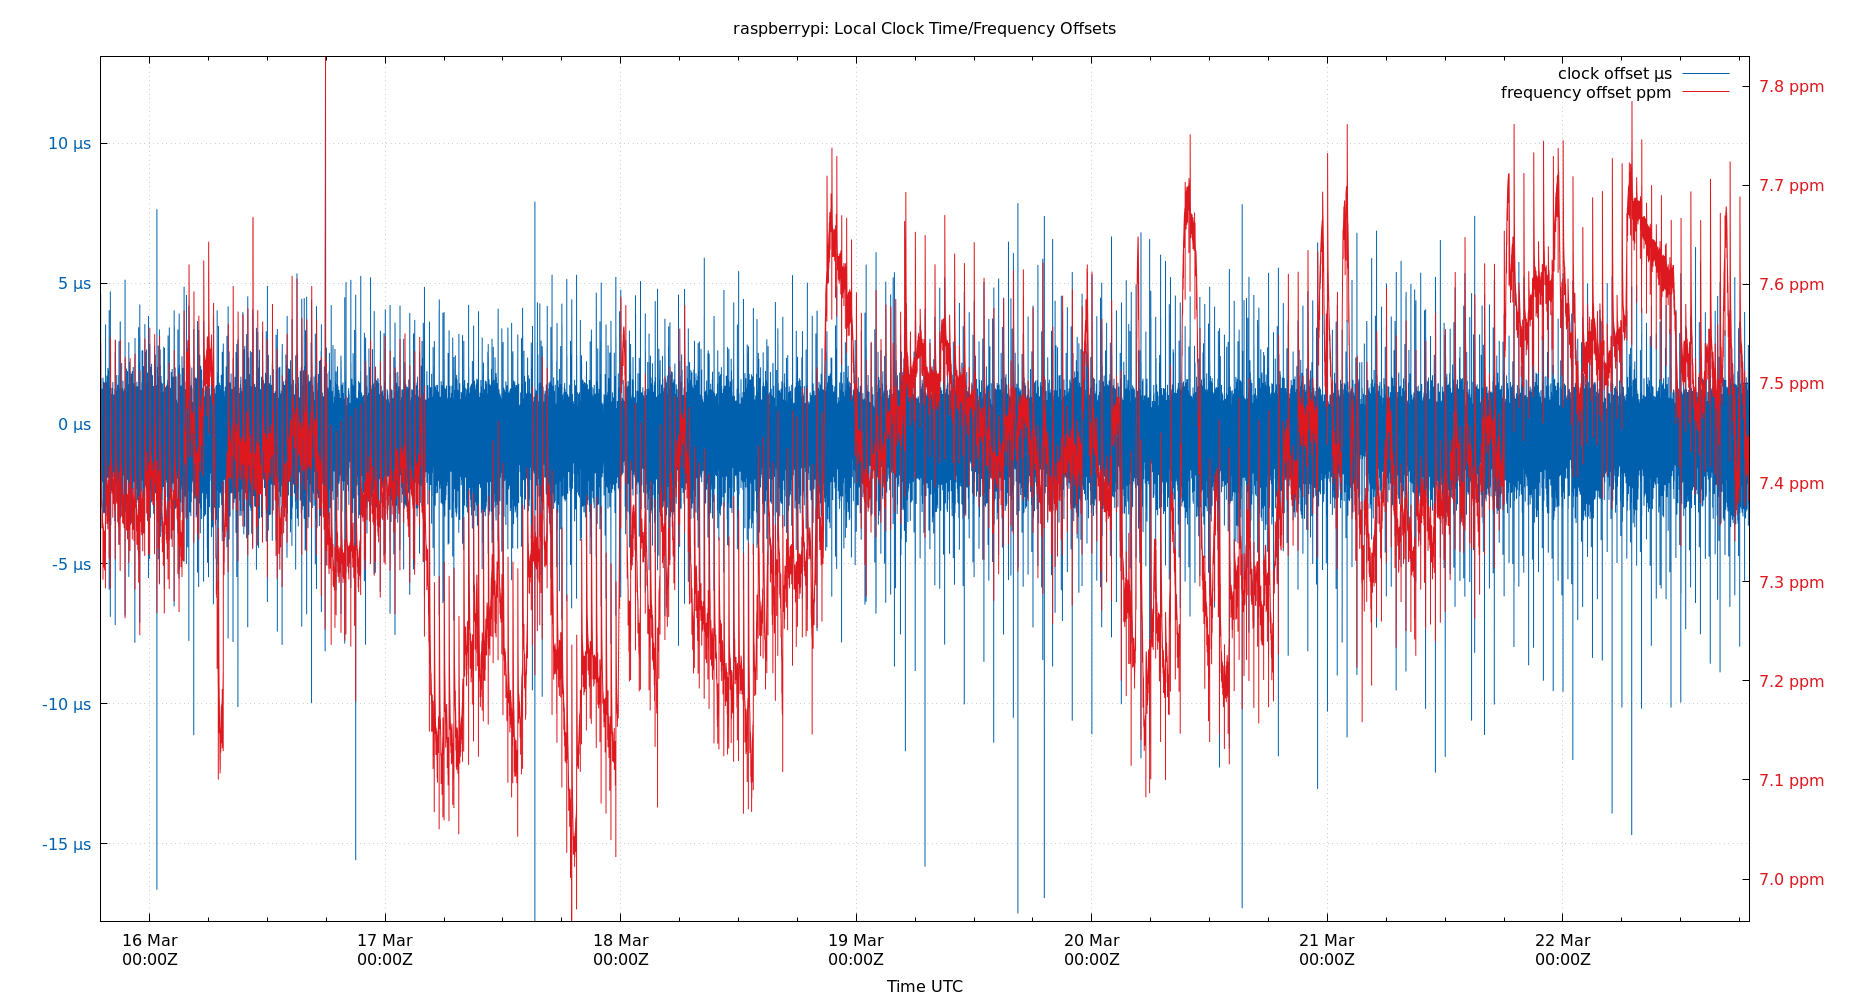 raspberrypi: Local Clock Time/Frequency Offsets
clock offset µs
frequency offset ppm
10 µs
5 µs
0 µs
-5 µs
-10 µs
-15 µs
7.8 ppm
7.7 ppm
7.6 ppm
7.5 ppm
7.4 ppm
7.3 ppm
7.2 ppm
7.1 ppm
7.0 ppm
16 Mar 17 Mar 18 Mar 19 Mar 20 Mar 21 Mar 22 Mar
00:00Z 00:00Z 00:00Z 00:00Z 00:00Z 00:00Z 00:00Z
Time UTC